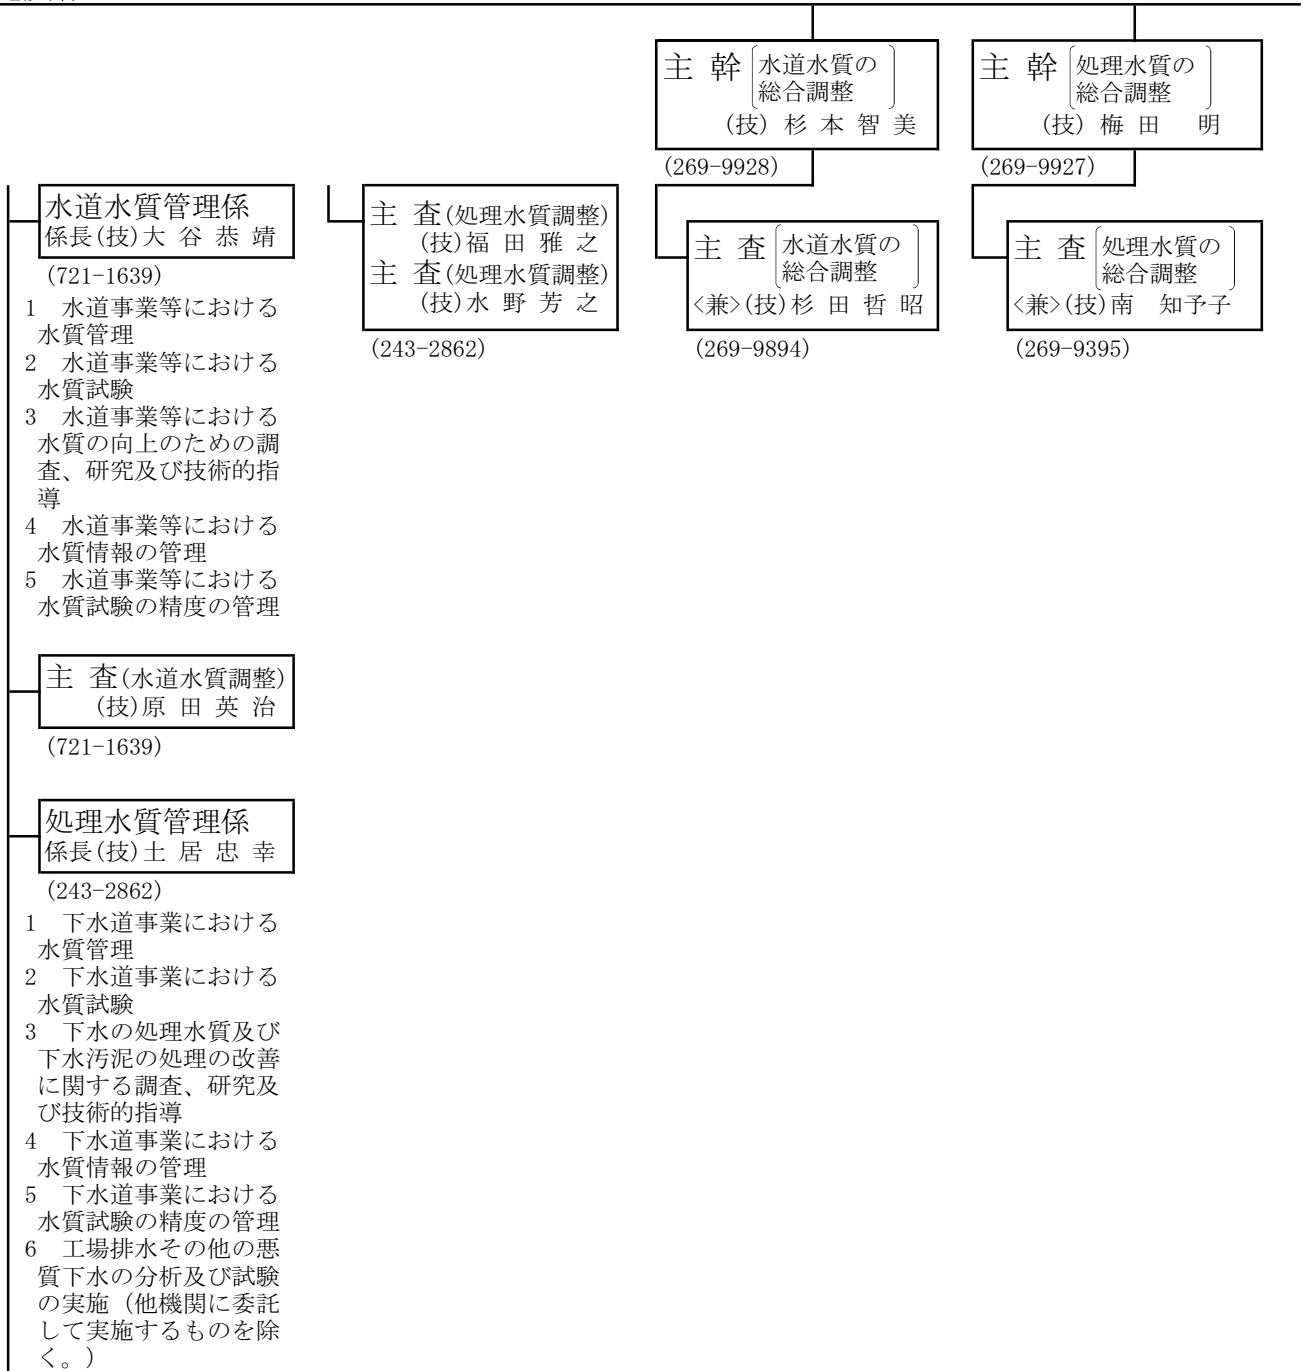 主 幹 水道水質の
総合調整
(技) 杉 本 智 美
(269-9928)
主 幹 処理水質の
総合調整
(技) 梅 田 明
(269-9927)
水道水質管理係
係長(技)大 谷 恭 靖
(721-1639)
1 水道事業等における
水質管理
2 水道事業等における
水質試験
3 水道事業等における
水質の向上のための調
査、研究及び技術的指
導
4 水道事業等における
水質情報の管理
5 水道事業等における
水質試験の精度の管理
主 査(処理水質調整)
(技)福 田 雅 之
主 査(処理水質調整)
(技)水 野 芳 之
(243-2862)
主 査 水道水質の
総合調整
<兼>(技)杉 田 哲 昭
(269-9894)
主 査 処理水質の
総合調整
<兼>(技)南 知予子
(269-9395)
主 査(水道水質調整)
(技)原 田 英 治
(721-1639)
処理水質管理係
係長(技)土 居 忠 幸
(243-2862)
1 下水道事業における
水質管理
2 下水道事業における
水質試験
3 下水の処理水質及び
下水汚泥の処理の改善
に関する調査、研究及
び技術的指導
4 下水道事業における
水質情報の管理
5 下水道事業における
水質試験の精度の管理
6 工場排水その他の悪
質下水の分析及び試験
の実施(他機関に委託
して実施するものを除
く。)